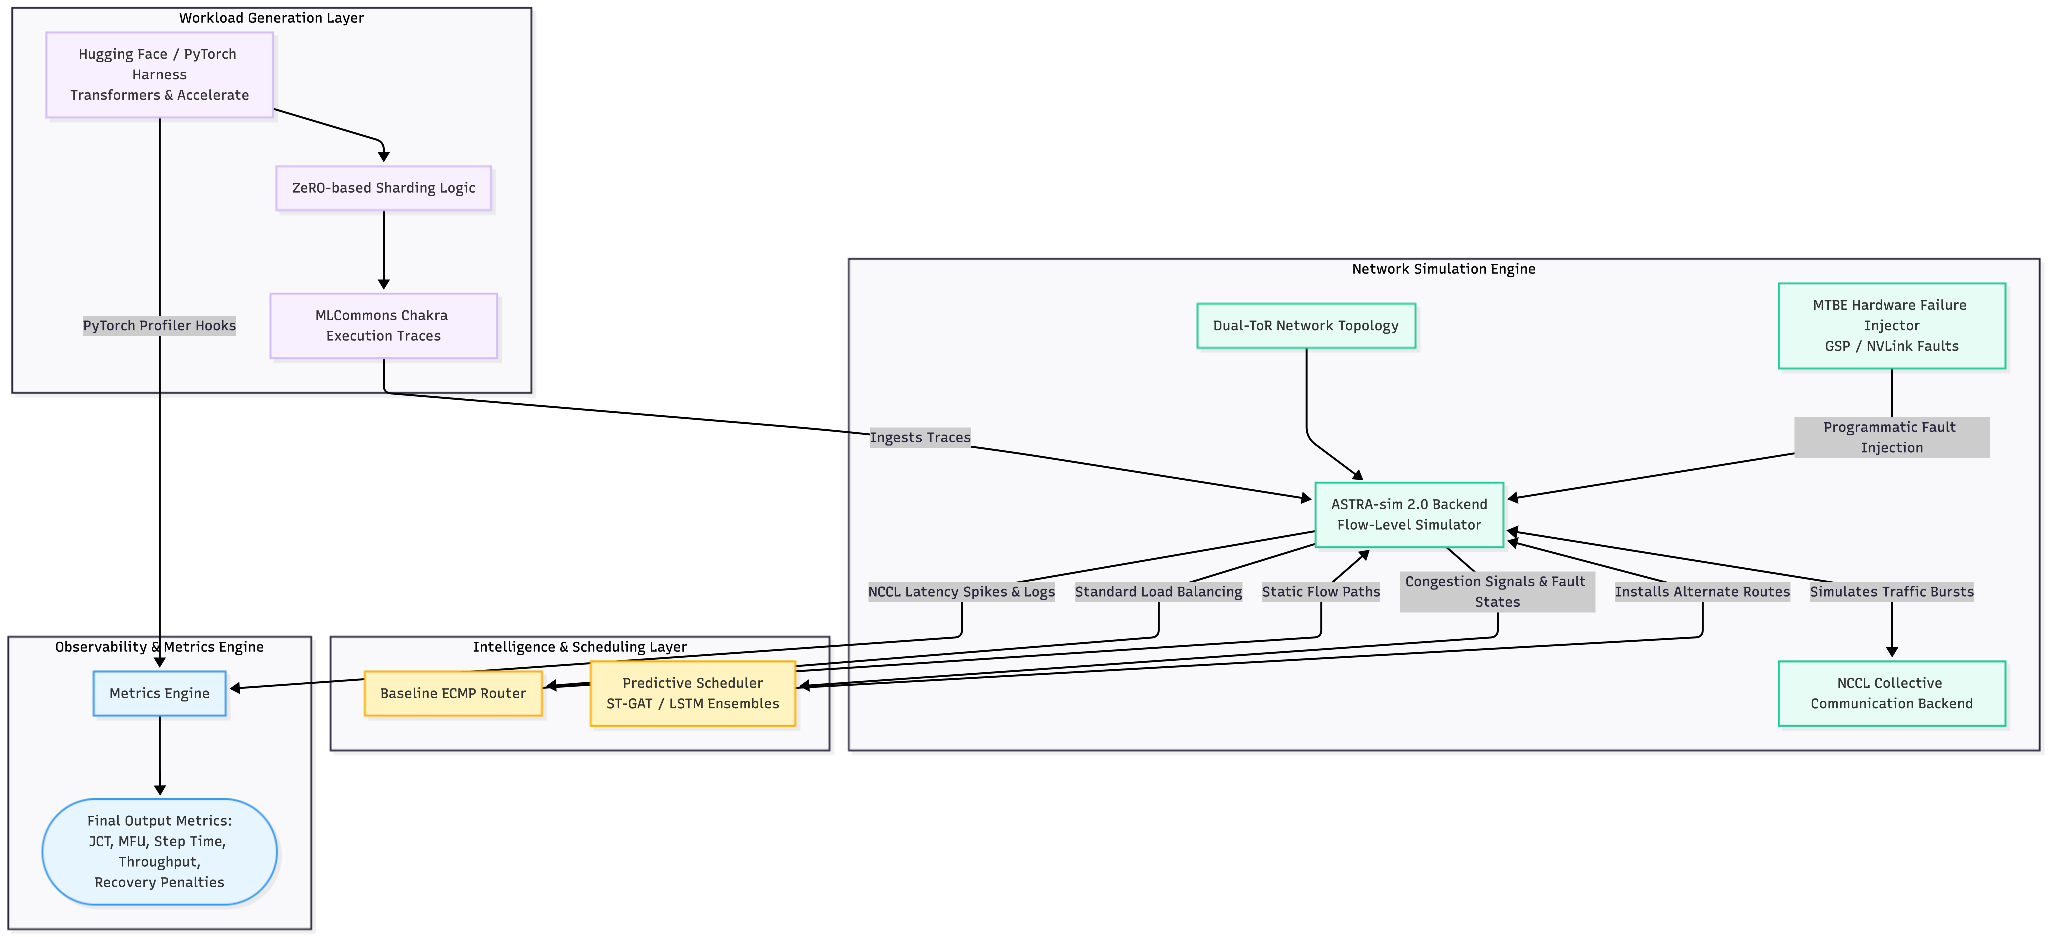 Workload Generation Layer
Hugging Face / PyTorch
Harness
Transformers & Accelerate
ZeRO-based Sharding Logic
PyTorch Profiler Hooks
MLCommons Chakra
Execution Traces
Network Simulation Engine
Dual-ToR Network Topology
MTBE Hardware Failure
Injector
GSP / NVLink Faults
Ingests Traces
Programmatic Fault
Injection
ASTRA-sim 2.0 Backend
Flow-Level Simulator
NCCL Latency Spikes & Logs
Standard Load Balancing
Static Flow Paths
Congestion Signals & Fault
States
Installs Alternate Routes
Simulates Traffic Bursts
Observability & Metrics Engine
Metrics Engine
Intelligence & Scheduling Layer
Baseline ECMP Router
Predictive Scheduler
ST-GAT / LSTM Ensembles
NCCL Collective
Communication Backend
Final Output Metrics:
JCT, MFU, Step Time,
Throughput,
Recovery Penalties